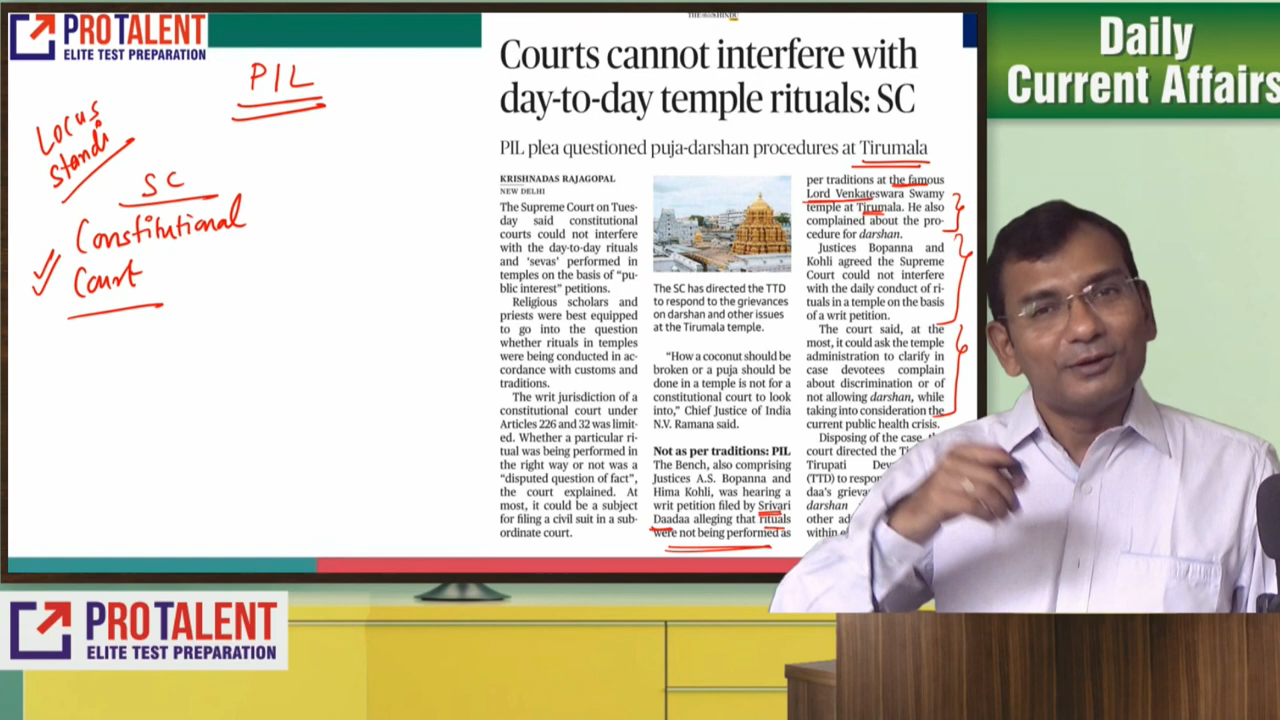 PROTALENT
ELITE TEST PREPARATION
PIL
Locus
Standi
SC
Constitutional
Court
THE HINDU
Courts cannot interfere with
day-to-day temple rituals: SC
PIL plea questioned puja-darshan procedures at Tirumala
KRISHNADAS RAJAGOPAL
NEW DELHI
The Supreme Court on Tues-
day said constitutional
courts could not interfere
with the day-to-day rituals
and ‘sevas’ performed in
temples on the basis of “pu-
blic interest” petitions.
Religious scholars and
priests were best equipped
to go into the question
whether rituals in temples
were being conducted in ac-
cordance with customs and
traditions.
The writ jurisdiction of a
constitutional court under
Articles 226 and 32 was limit-
ed. Whether a particular ri-
tual was being performed in
the right way or not was a
“disputed question of fact”,
the court explained. At
most, it could be a subject
for filing a civil suit in a sub-
ordinate court.
The SC has directed the TTD
to respond to the grievances
on darshan and other issues
at the Tirumala temple.
“How a coconut should be
broken or a puja should be
done in a temple is not for a
constitutional court to look
into,” Chief Justice of India
N.V. Ramana said.
Not as per traditions: PIL
The Bench, also comprising
Justices A.S. Bopanna and
Hima Kohli, was hearing a
writ petition filed by Srivari
Daadaa alleging that rituals
were not being performed as
per traditions at the famous
Lord Venkateswara Swamy
temple at Tirumala. He also
complained about the pro-
cedure for darshan.
Justices Bopanna and
Kohli agreed the Supreme
Court could not interfere
with the daily conduct of ri-
tuals in a temple on the basis
of a writ petition.
The court said, at the
most, it could ask the temple
administration to clarify in
case devotees complain
about discrimination or of
not allowing darshan, while
taking into consideration the
current public health crisis.
Disposing of the case,
court directed the
Tirupati
(TTD) to
daa's
darshan
other
within
Daily
Current Affairs
PROTALENT
ELITE TEST PREPARATION